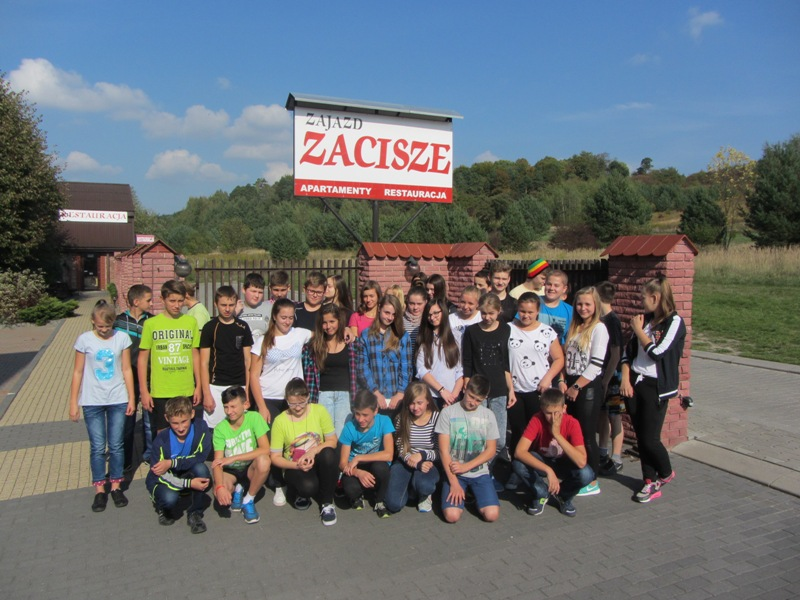 ZAJAZD
ZACISZE
APARTAMENTY RESTAURACJA
RESTAURACJA
ORIGINAL
87
VINTAGE